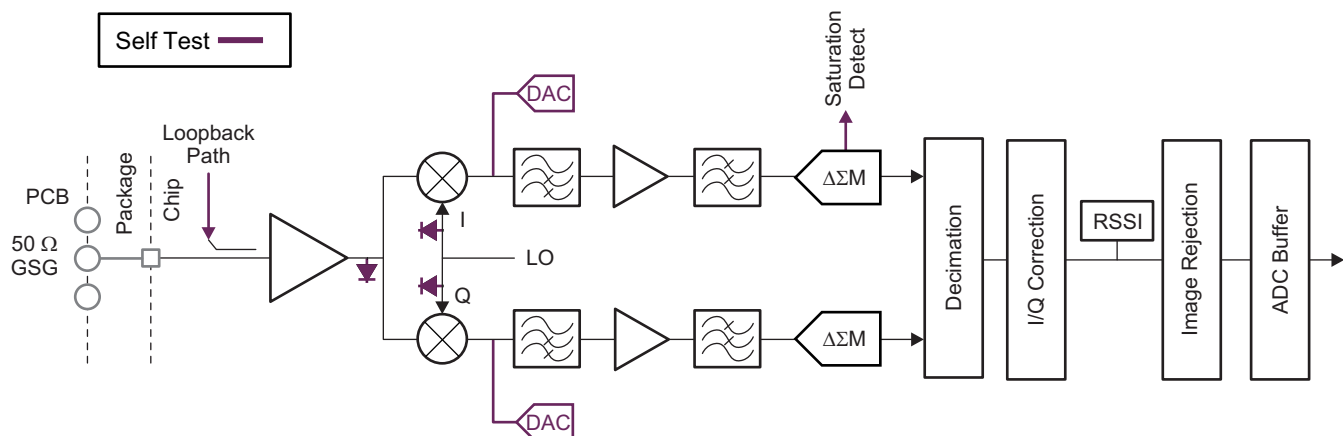 Self Test
DAC
Saturation
Detect
Loopback
Path
PCB
Package
Chip
50 Ω
GSG
I
LO
Q
ΔΣM
Decimation
I/Q Correction
RSSI
Image Rejection
ADC Buffer
ΔΣM
DAC